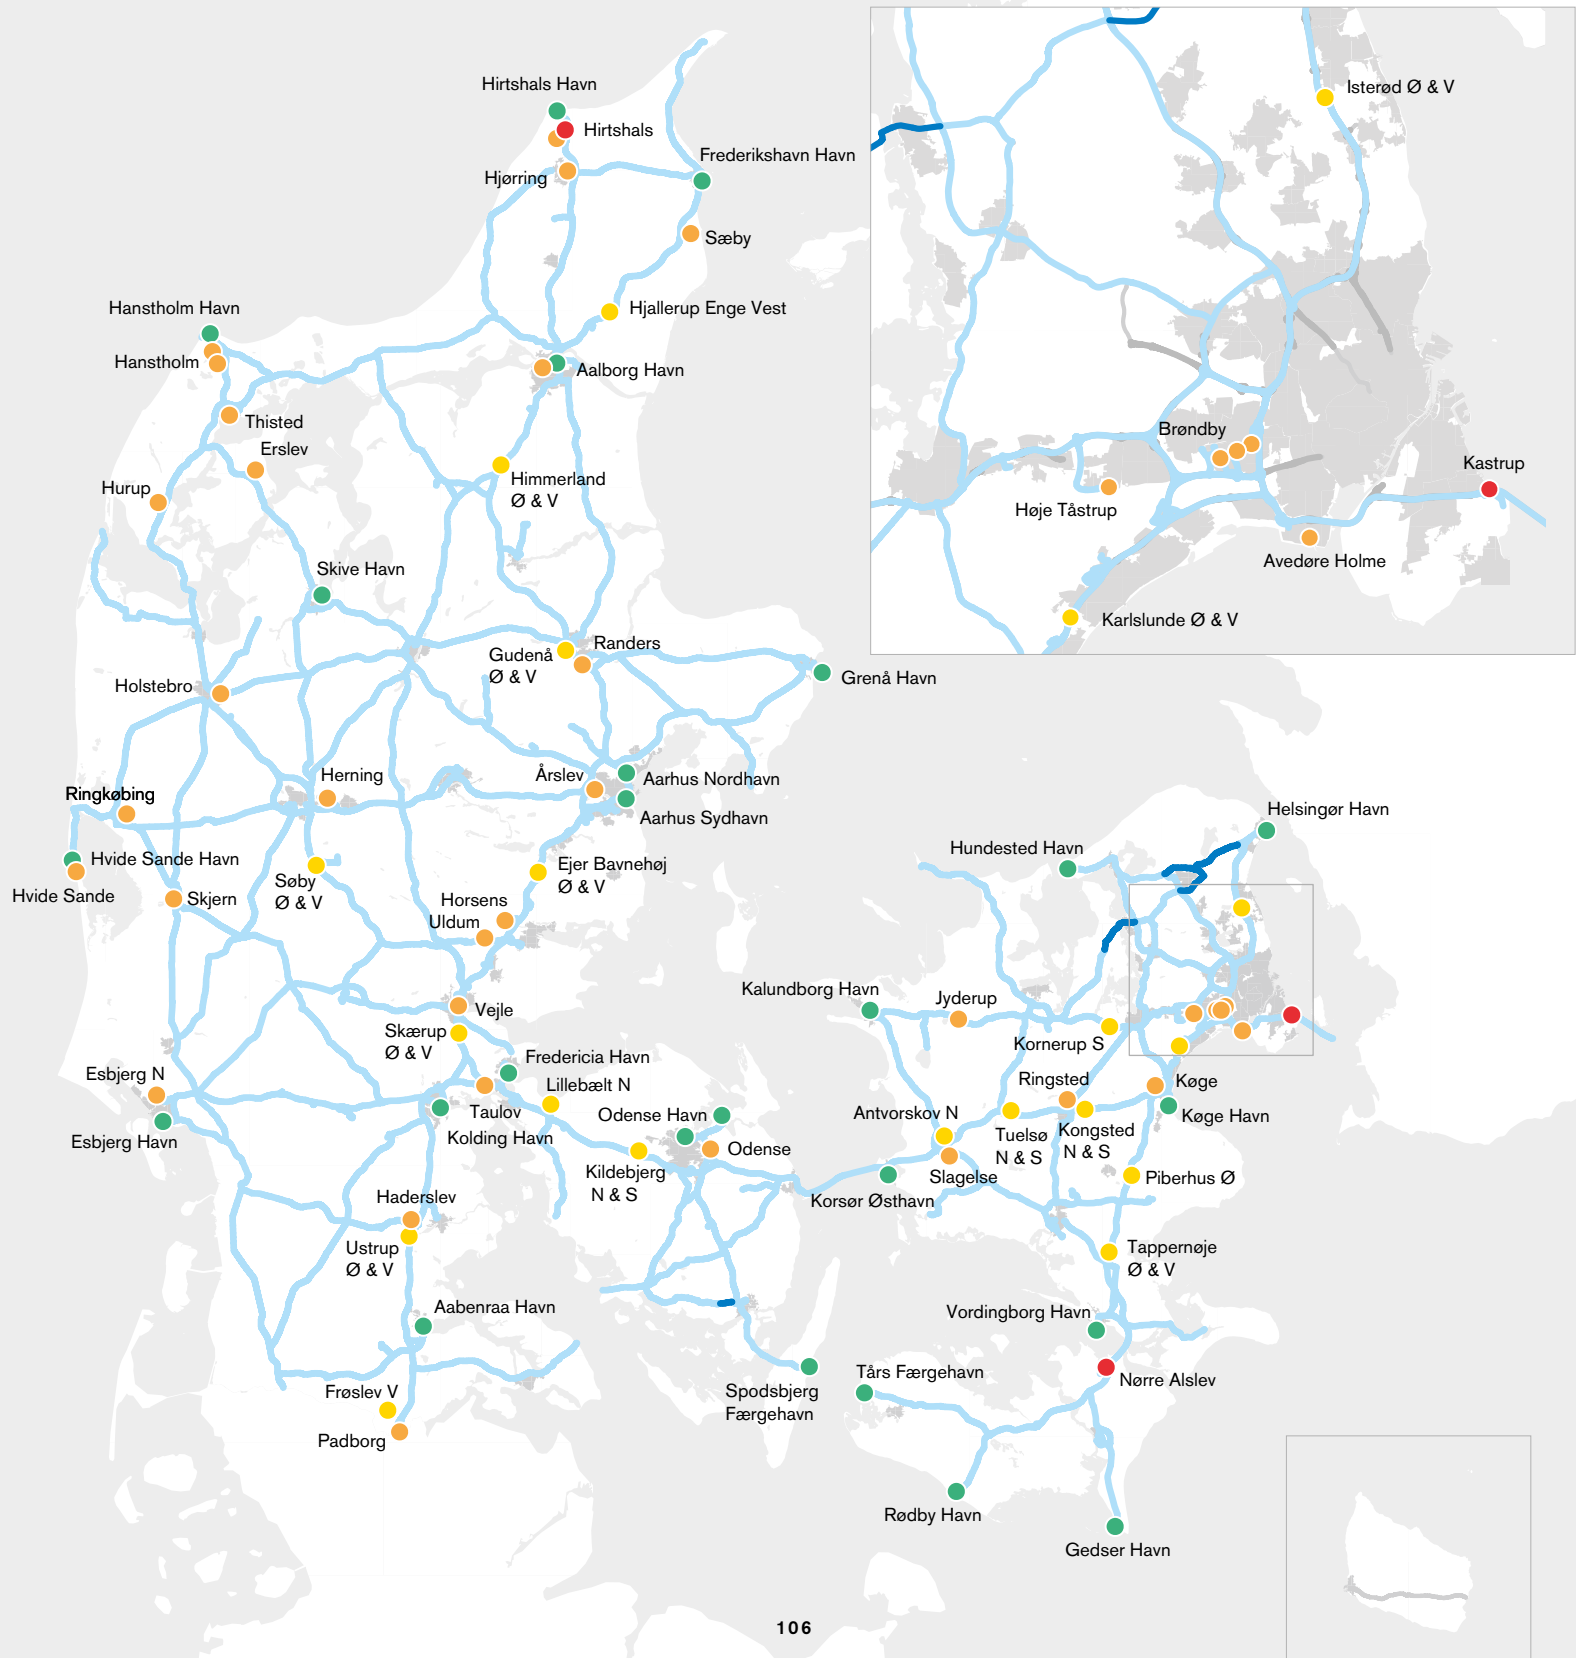 Hirtshals Havn
Hirtshals
Hjørring
Frederikshavn Havn
Sæby
Hjallerup Enge Vest
Hanstholm Havn
Hanstholm
Aalborg Havn
Thisted
Erslev
Hurup
Himmerland
Ø & V
Skive Havn
Gudenå
Ø & V
Randers
Grenå Havn
Holstebro
Herning
Årslev
Aarhus Nordhavn
Aarhus Sydhavn
Ringkøbing
Hvide Sande Havn
Hvide Sande
Skjern
Søby
Ø & V
Ejer Bavnehøj
Ø & V
Horsens
Uldum
Vejle
Skærup
Ø & V
Fredericia Havn
Lillebælt N
Esbjerg N
Esbjerg Havn
Taulov
Kolding Havn
Odense Havn
Odense
Kildebjerg
N & S
Haderslev
Ustrup
Ø & V
Aabenraa Havn
Frøslev V
Padborg
Spodsbjerg
Færgehavn
Isterød Ø & V
Brøndby
Kastrup
Høje Tåstrup
Avedøre Holme
Karlslunde Ø & V
Helsingør Havn
Hundested Havn
Kalundborg Havn
Jyderup
Kornerup S
Ringsted
Køge
Køge Havn
Antvorskov N
Tuelsø
N & S
Kongsted
N & S
Slagelse
Korsør Østhavn
Piberhus Ø
Tappernøje
Ø & V
Vordingborg Havn
Nørre Alslev
Tårs Færgehavn
Rødby Havn
Gedser Havn
106